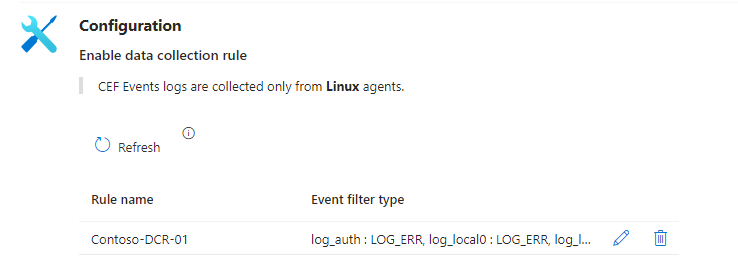 Configuration
Enable data collection rule
CEF Events logs are collected only from Linux agents.
Refresh
Rule name Event filter type
Contoso-DCR-01 log_auth : LOG_ERR, log_local0 : LOG_ERR, log_l...